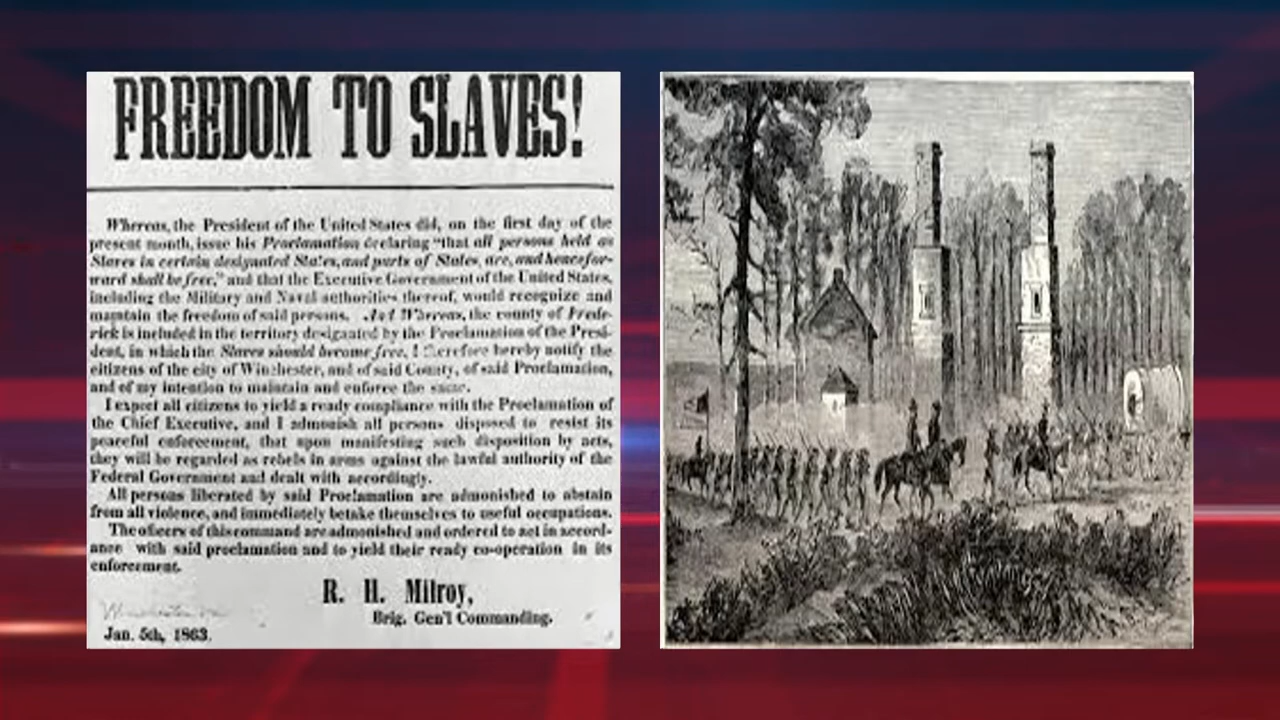 FREEDOM TO SLAVES!
Whereas, the President of the United States did, on the first day of the
present month, issue his Proclamation declaring "that all persons held as
Slaves in certain designated States, and parts of States, are, and hencefor-
ward shall be free," and that the Executive Government of the United States,
including the Military and Naval authorities thereof, would recognize and
maintain the freedom of said persons. And Whereas, the county of Frede-
rick is included in the territory designated by the Proclamation of the Presi-
dent, in which the Slaves should become free, I therefore hereby notify the
citizens of the city of Winchester, and of said County, of said Proclamation,
and of my intention to maintain and enforce the same.
I expect all citizens to yield a ready compliance with the Proclamation of
the Chief Executive, and I admonish all persons disposed to resist its
peaceful enforcement, that upon manifesting such disposition by acts,
they will be regarded as rebels in arms against the lawful authority of the
Federal Government and dealt with accordingly.
All persons liberated by said Proclamation are admonished to abstain
from all violence, and immediately betake themselves to useful occupations.
The officers of this command are admonished and ordered to act in accord-
ance with said proclamation and to yield their ready co-operation in its
enforcement.
R. H. Milroy,
Brig. Gen'l Commanding.
Winchester Va
Jan. 5th, 1863.